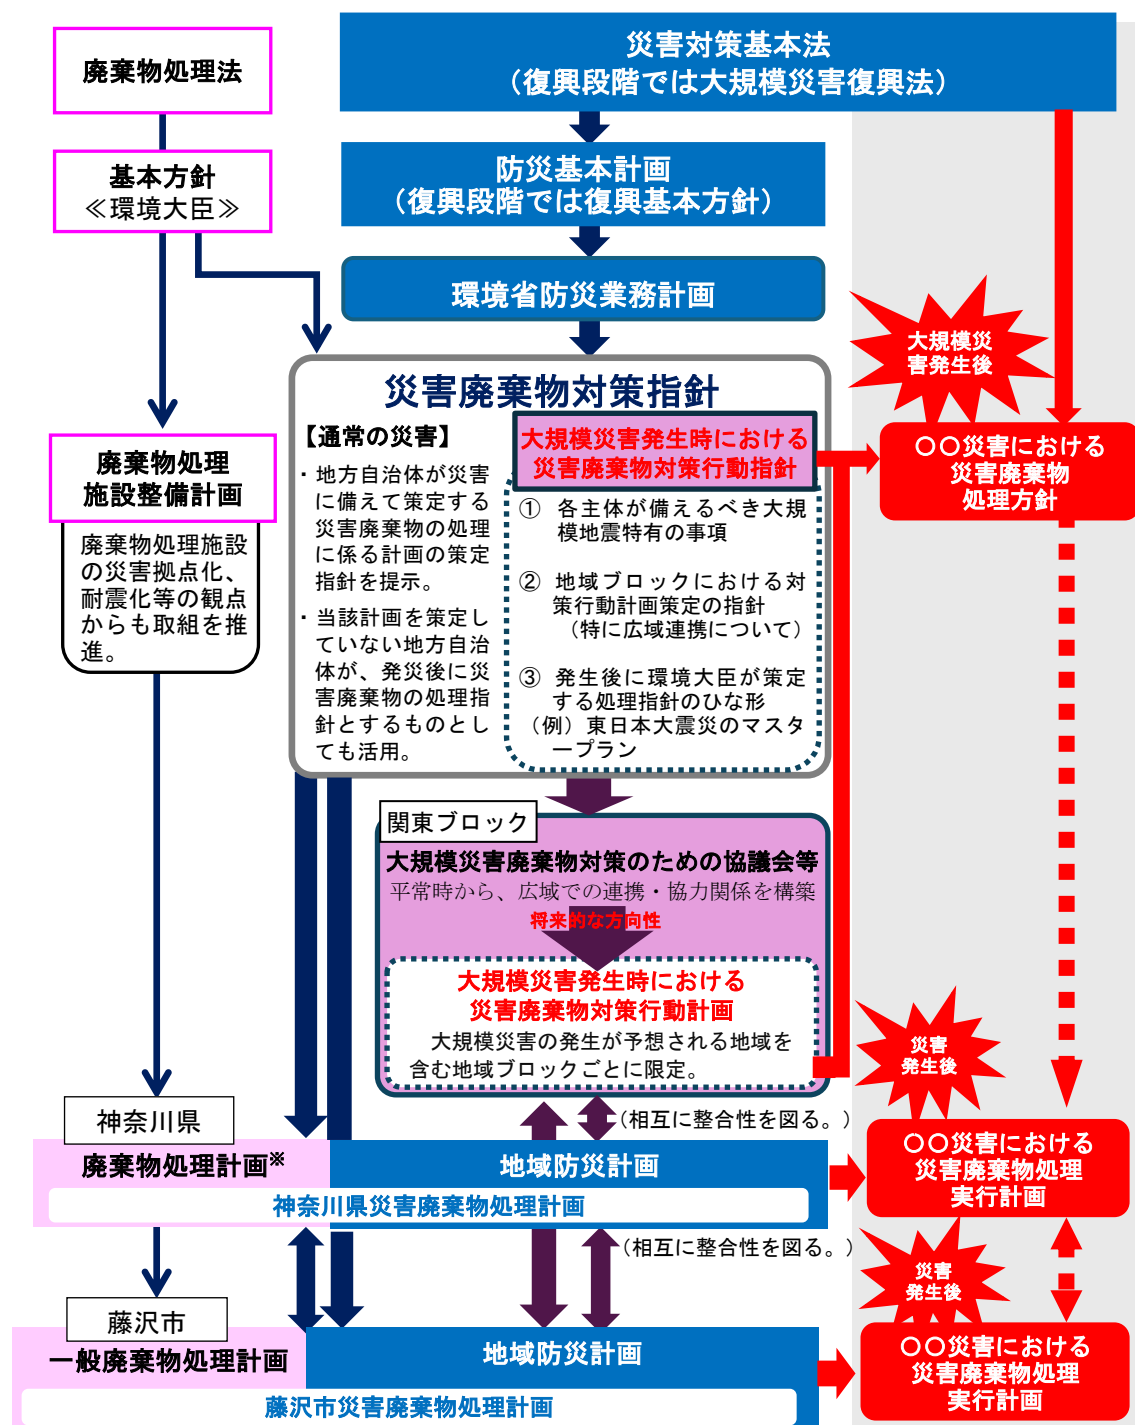 廃棄物処理法
災害対策基本法
（復興段階では大規模災害復興法）
基本方針
≪環境大臣≫
防災基本計画
（復興段階では復興基本方針）
環境省防災業務計画
大規模災
害発生後
災害廃棄物対策指針
【通常の災害】
・地方自治体が災害
に備えて策定する
災害廃棄物の処理
に係る計画の策定
指針を提示。
・当該計画を策定し
ていない地方自治
体が、発災後に災
害廃棄物の処理指
針とするものとし
ても活用。
大規模災害発生時における
災害廃棄物対策行動指針
① 各主体が備えるべき大規
模地震特有の事項
② 地域ブロックにおける対
策行動計画策定の指針
（特に広域連携について）
③ 発生後に環境大臣が策定
する処理指針のひな形
（例）東日本大震災のマスタ
ープラン
〇〇災害における
災害廃棄物
処理方針
廃棄物処理
施設整備計画
廃棄物処理施設
の災害拠点化、
耐震化等の観点
からも取組を推
進。
関東ブロック
大規模災害廃棄物対策のための協議会等
平常時から、広域での連携・協力関係を構築
将来的な方向性
大規模災害発生時における
災害廃棄物対策行動計画
大規模災害の発生が予想される地域を
含む地域ブロックごとに限定。
災害
発生後
神奈川県
（相互に整合性を図る。）
廃棄物処理計画※
地域防災計画
神奈川県災害廃棄物処理計画
〇〇災害における
災害廃棄物処理
実行計画
（相互に整合性を図る。）
災害
発生後
藤沢市
一般廃棄物処理計画
地域防災計画
藤沢市災害廃棄物処理計画
〇〇災害における
災害廃棄物処理
実行計画